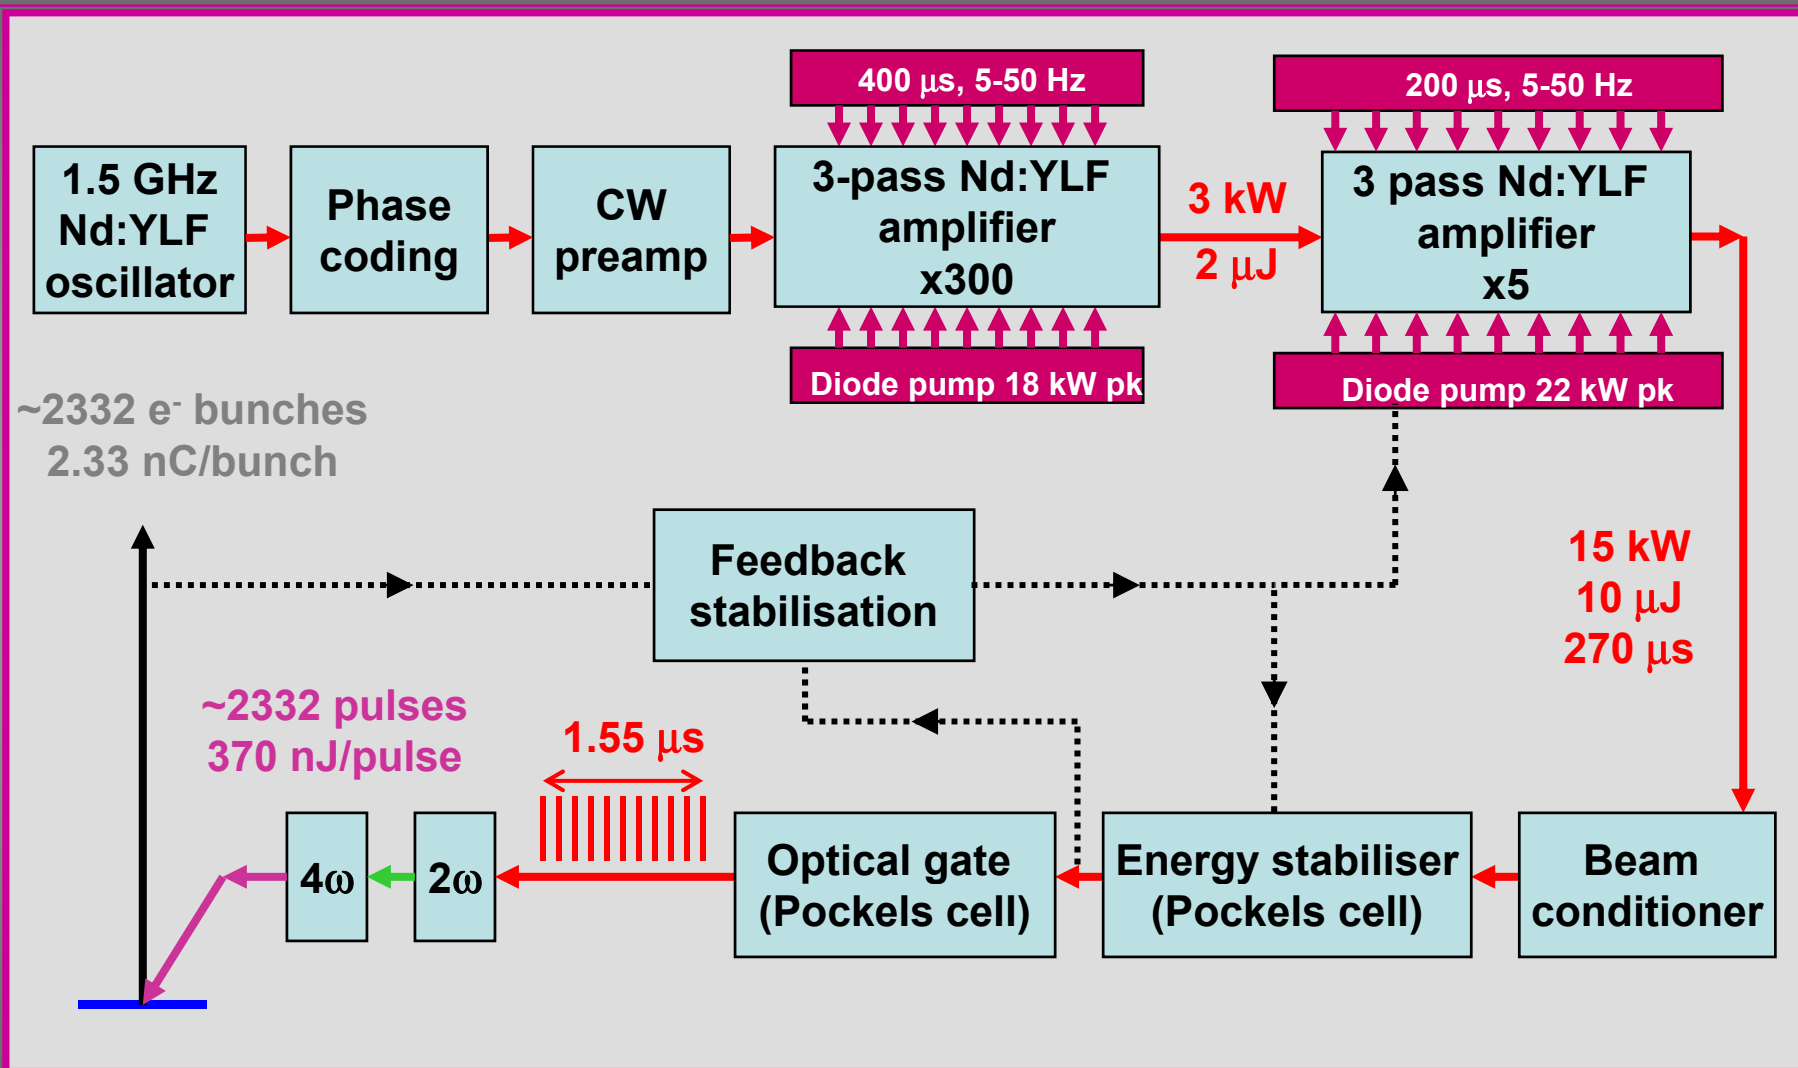 400 μs, 5-50 Hz
200 μs, 5-50 Hz
1.5 GHz
Nd:YLF
oscillator
Phase
coding
CW
preamp
3-pass Nd:YLF
amplifier
x300
3 kW
2 μJ
3 pass Nd:YLF
amplifier
x5
Diode pump 18 kW pk
Diode pump 22 kW pk
~2332 e- bunches
2.33 nC/bunch
Feedback
stabilisation
15 kW
10 μJ
270 μs
~2332 pulses
370 nJ/pulse
1.55 μs
4ω
2ω
Optical gate
(Pockels cell)
Energy stabiliser
(Pockels cell)
Beam
conditioner